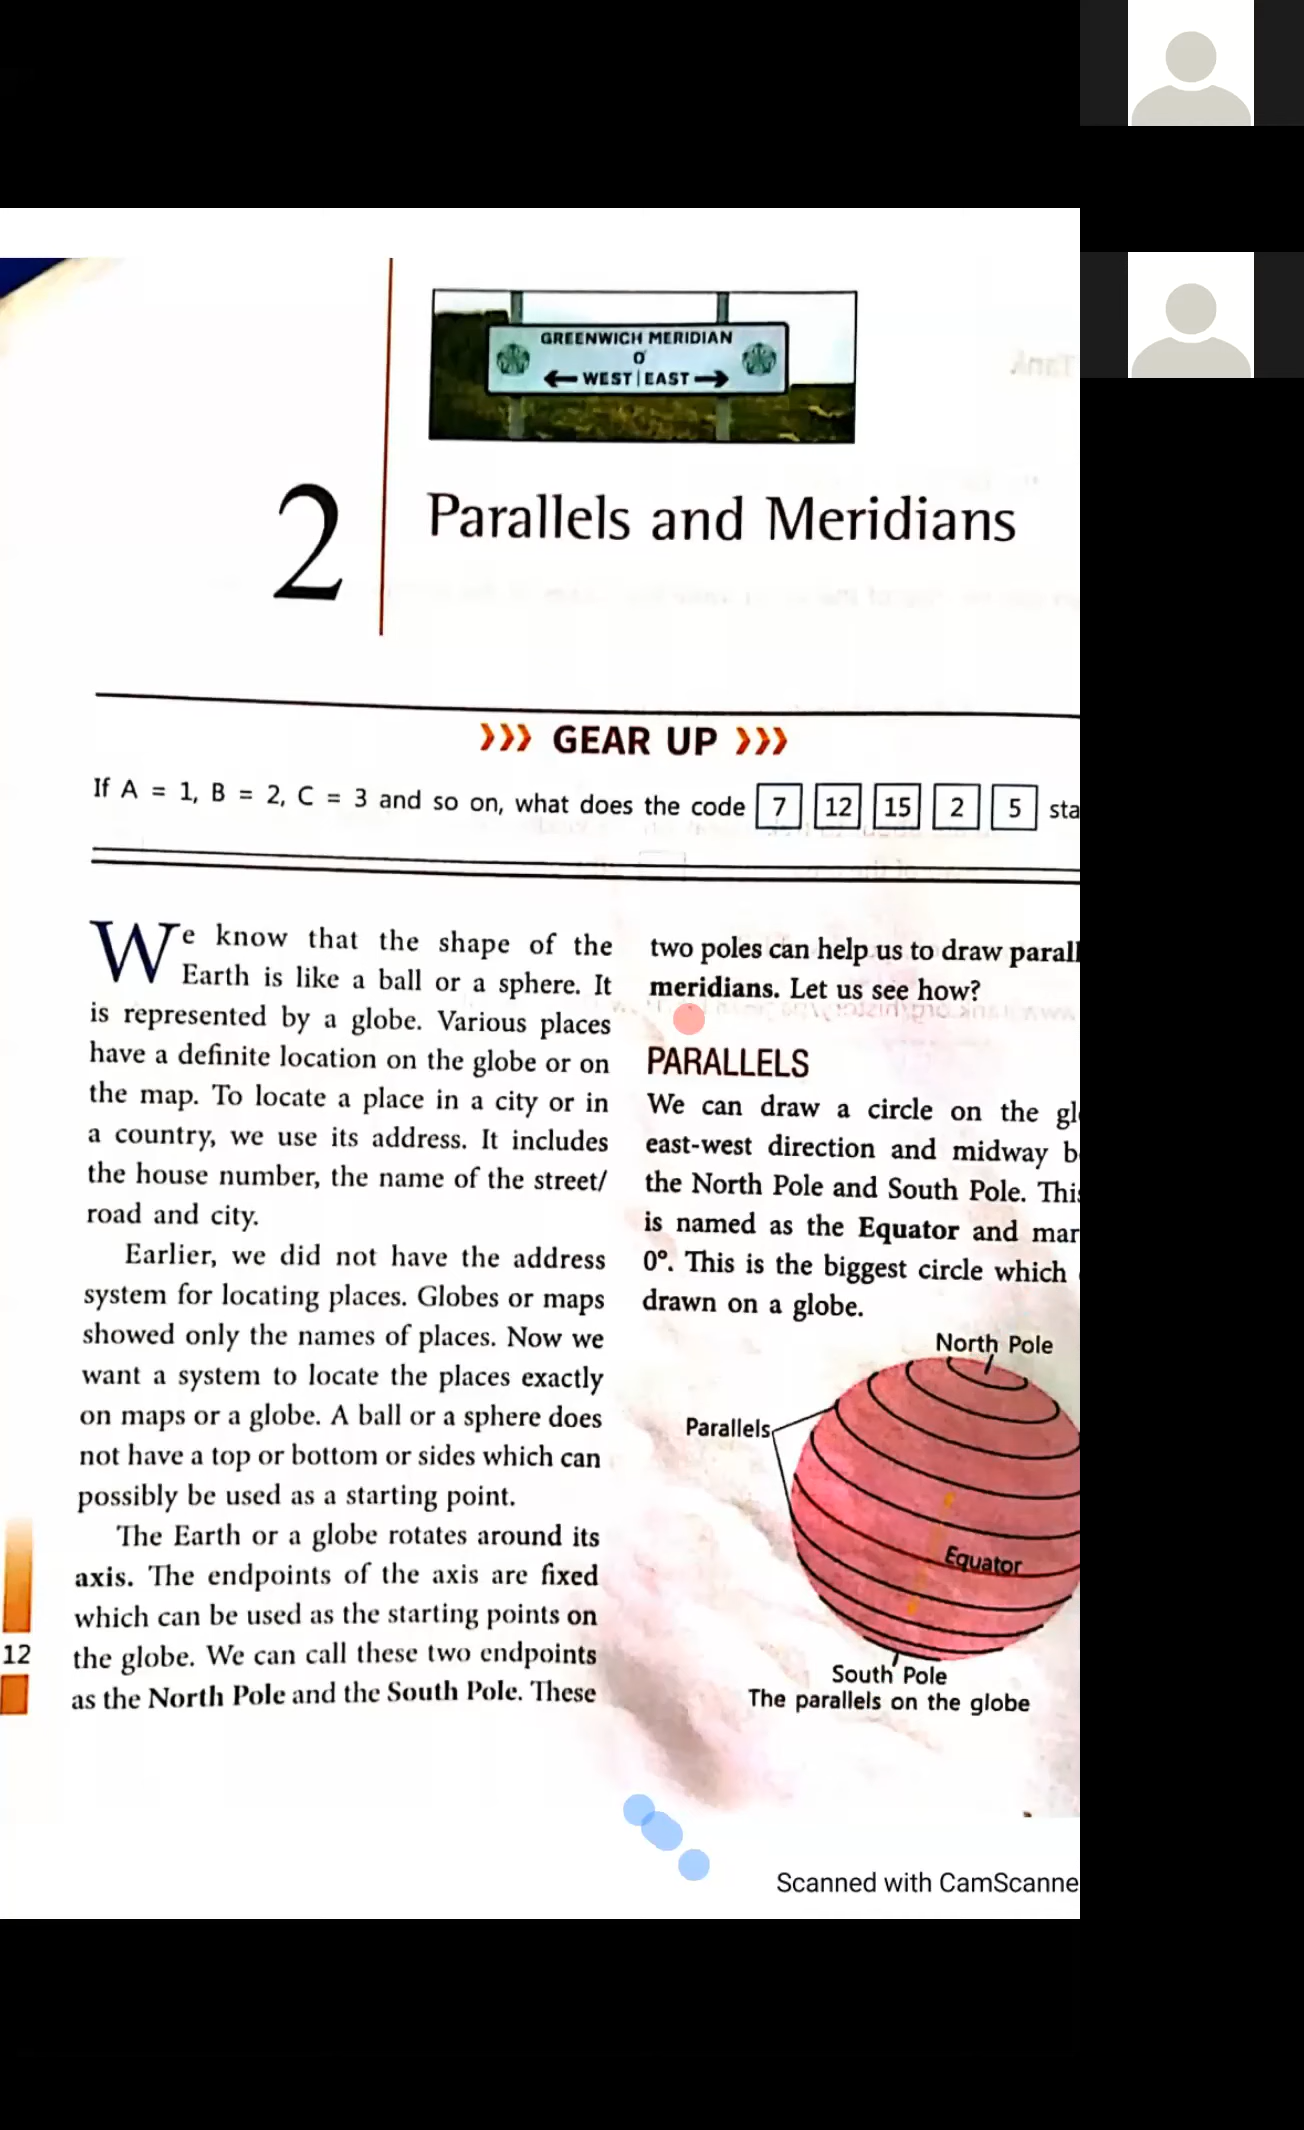 GREENWICH MERIDIAN
0°
WEST | EAST
2
Parallels and Meridians
GEAR UP
If A = 1, B = 2, C = 3 and so on, what does the code 7 12 15 2 5 sta
We know that the shape of the
Earth is like a ball or a sphere. It
is represented by a globe. Various places
have a definite location on the globe or on
the map. To locate a place in a city or in
a country, we use its address. It includes
the house number, the name of the street/
road and city.
Earlier, we did not have the address
system for locating places. Globes or maps
showed only the names of places. Now we
want a system to locate the places exactly
on maps or a globe. A ball or a sphere does
not have a top or bottom or sides which can
possibly be used as a starting point.
The Earth or a globe rotates around its
axis. The endpoints of the axis are fixed
which can be used as the starting points on
the globe. We can call these two endpoints
as the North Pole and the South Pole. These
12
two poles can help us to draw parall
meridians. Let us see how?
PARALLELS
We can draw a circle on the gl
east-west direction and midway b
the North Pole and South Pole. This
is named as the Equator and mar
0°. This is the biggest circle which
drawn on a globe.
North Pole
Parallels
Equator
South Pole
The parallels on the globe
Scanned with CamScanne